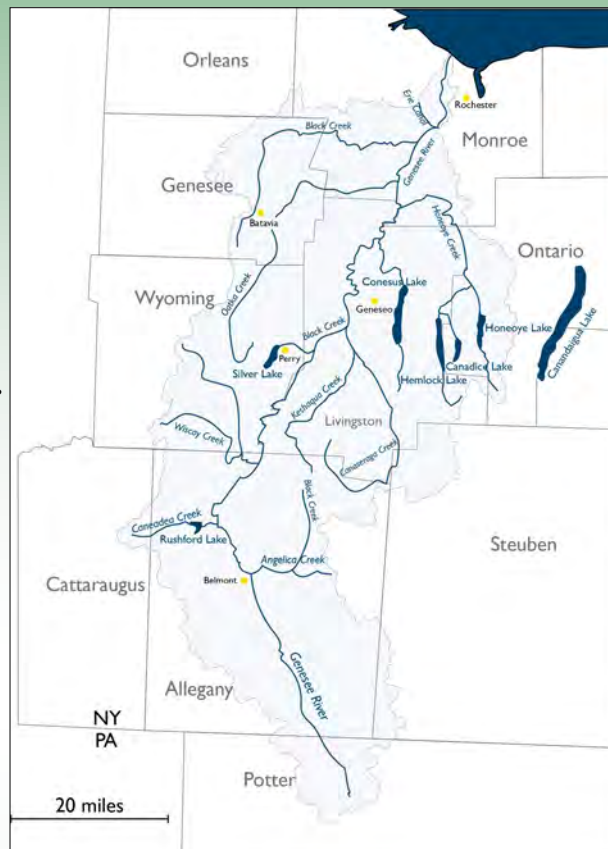 Orleans
Erie Canal
Rochester
Black Creek
Monroe
Genesee River
Genesee
Batavia
Honeoye Creek
Ontario
Oatka Creek
Wyoming
Conesus Lake
Geneseo
Canandaigua Lake
Black Creek
Honeoye Lake
Perry
Silver Lake
Canadice Lake
Hemlock Lake
Keshaqua Creek
Livingston
Wiscoy Creek
Canaseraga Creek
Black Creek
Caneadea Creek
Rushford Lake
Steuben
Angelica Creek
Cattaraugus
Belmont
Genesee River
Allegany
NY
PA
Potter
20 miles